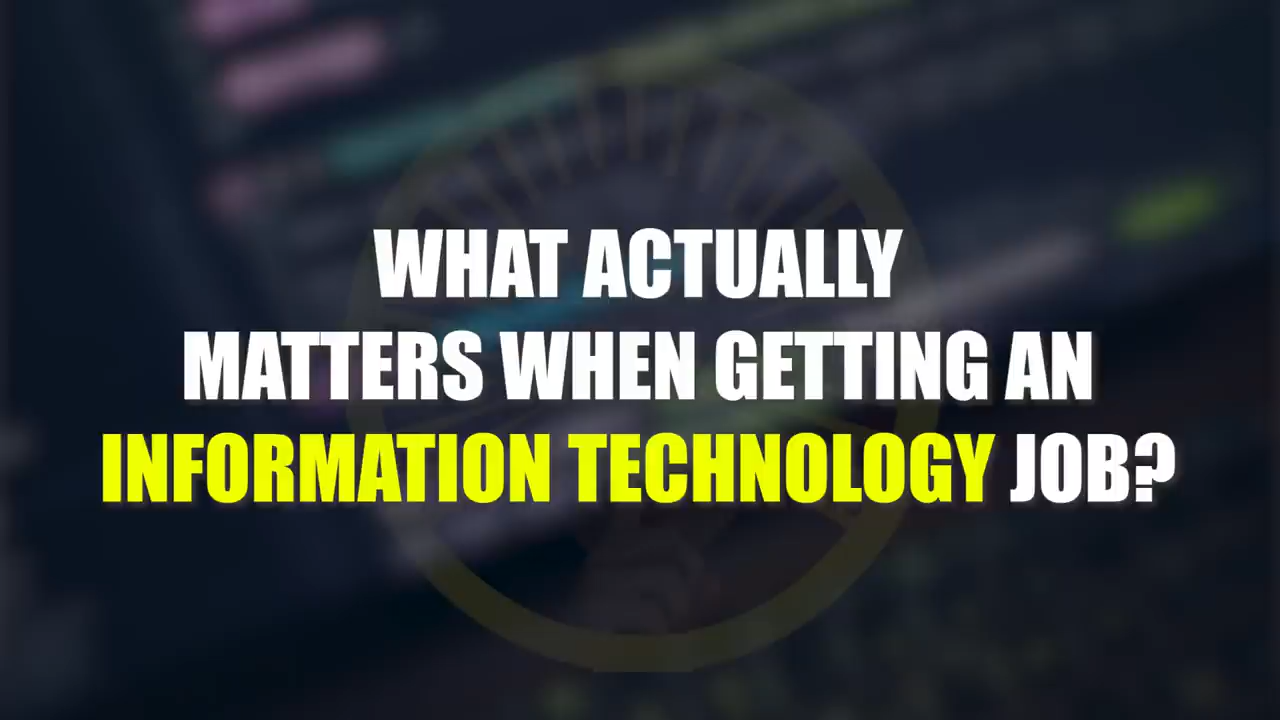 WHAT ACTUALLY
MATTERS WHEN GETTING AN
INFORMATION TECHNOLOGY JOB?